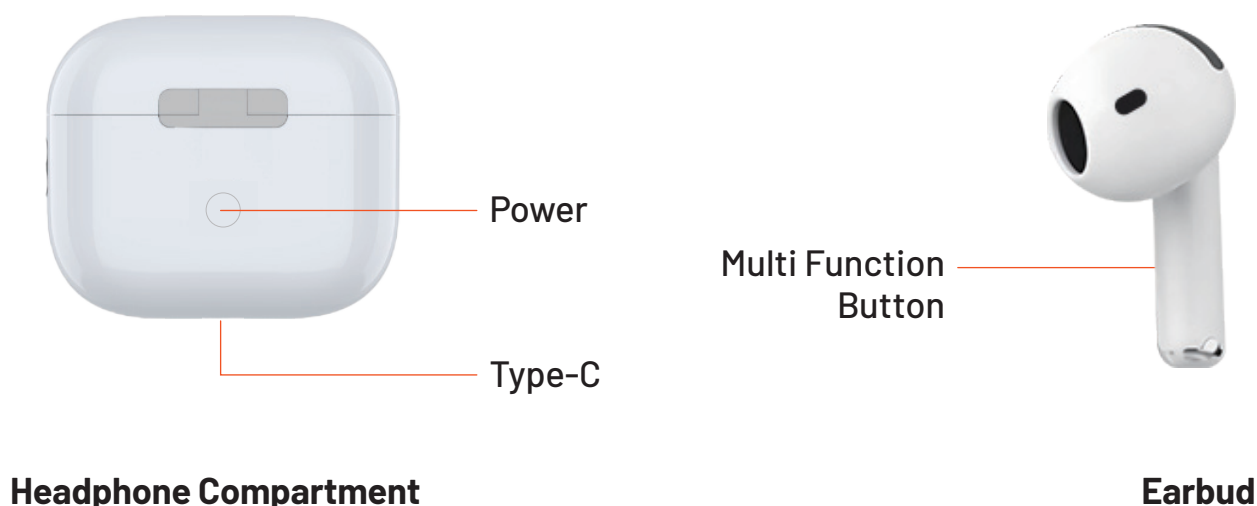 Power
Type-C
Headphone Compartment
Multi Function
Button
Earbud